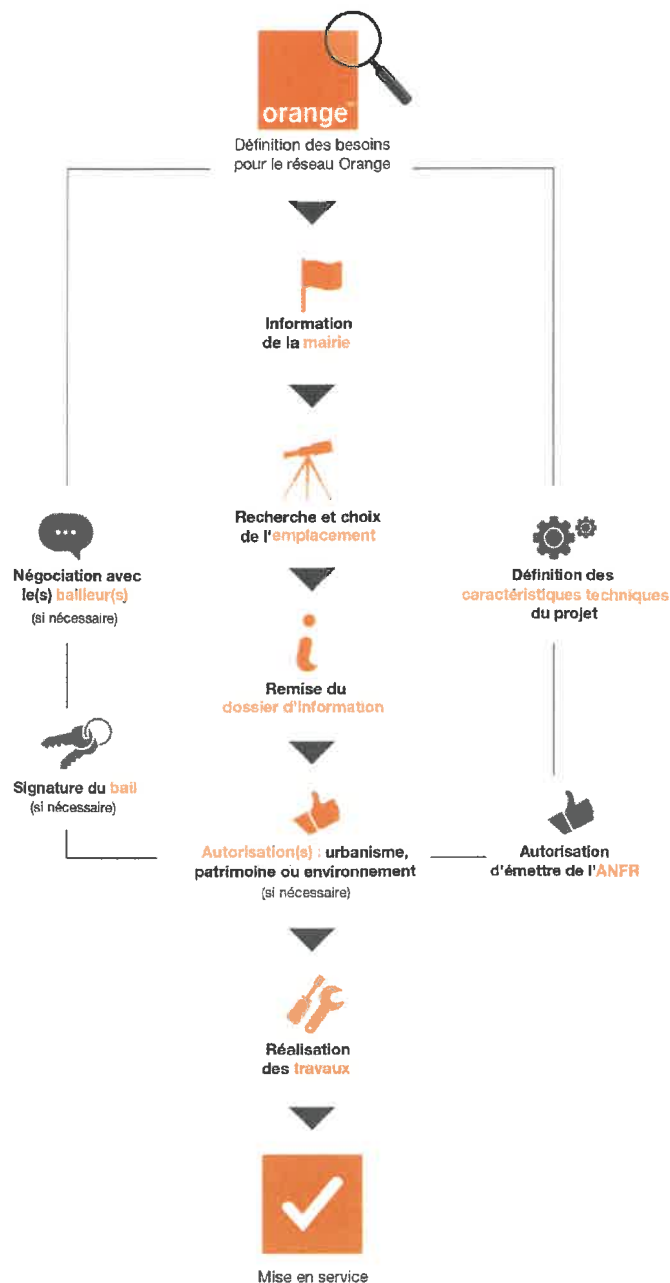 orange™
Définition des besoins
pour le réseau Orange
Information
de la mairie
Recherche et choix
de l'emplacement
Négociation avec
le(s) bailleur(s)
(si nécessaire)
Définition des
caractéristiques techniques
du projet
Remise du
dossier d'information
Signature du bail
(si nécessaire)
Autorisation(s) : urbanisme,
patrimoine ou environnement
(si nécessaire)
Autorisation
d'émettre de l'ANFR
Réalisation
des travaux
Mise en service